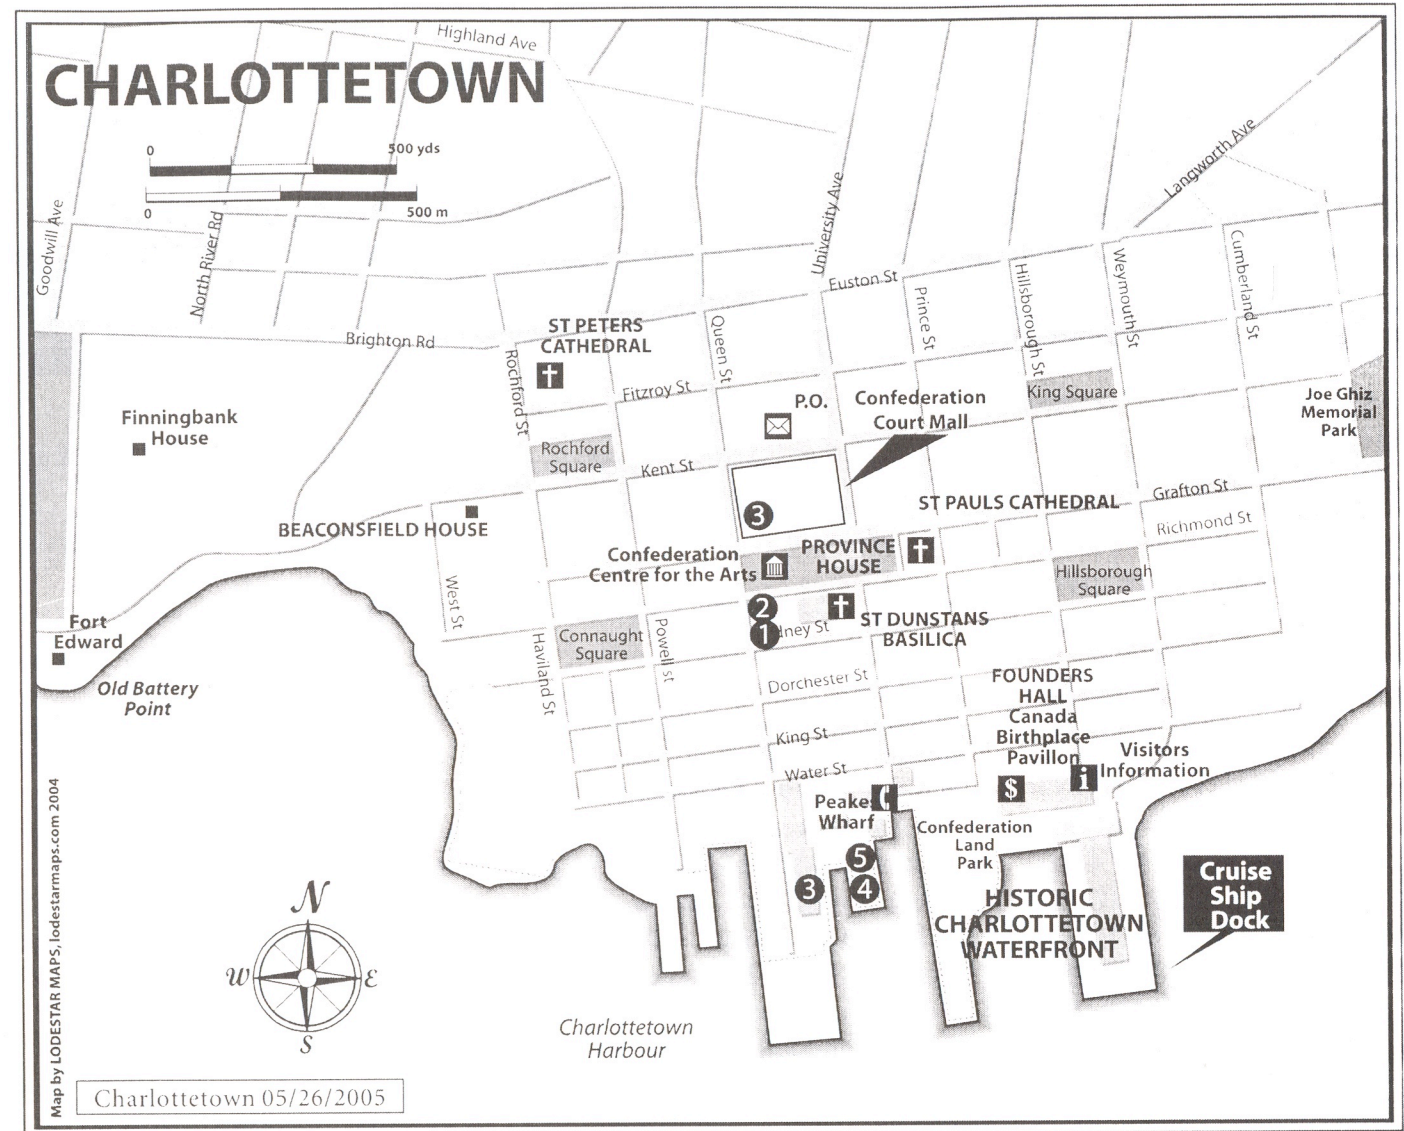 Highland Ave
CHARLOTTETOWN
0
500 yds
0
500 m
Goodwill Ave
North River Rd
University Ave
Langworth Ave
Euston St
Prince St
Hillsborough St
Weymouth St
Cumberland St
Brighton Rd
ST PETERS
CATHEDRAL
Queen St
Rochford St
Fitzroy St
P.O.
Confederation
Court Mall
King Square
Joe Ghiz
Memorial
Park
Finningbank
House
Rochford
Square
Kent St
3
ST PAULS CATHEDRAL
Grafton St
Richmond St
BEACONSFIELD HOUSE
Confederation
Centre for the Arts
PROVINCE
HOUSE
Hillsborough
Square
West St
2
1
ST DUNSTANS
BASILICA
Fort
Edward
Haviland St
Connaught
Square
Powell st
Old Battery
Point
Dorchester St
FOUNDERS
HALL
Canada
Birthplace
Pavillon
King St
Water St
Visitors
Information
i
$
Peakes
Wharf
Confederation
Land
Park
5
3
4
HISTORIC
CHARLOTTETOWN
WATERFRONT
Cruise
Ship
Dock
N
W
E
S
Charlottetown
Harbour
Map by LODESTAR MAPS, lodestarmaps.com 2004
Charlottetown 05/26/2005